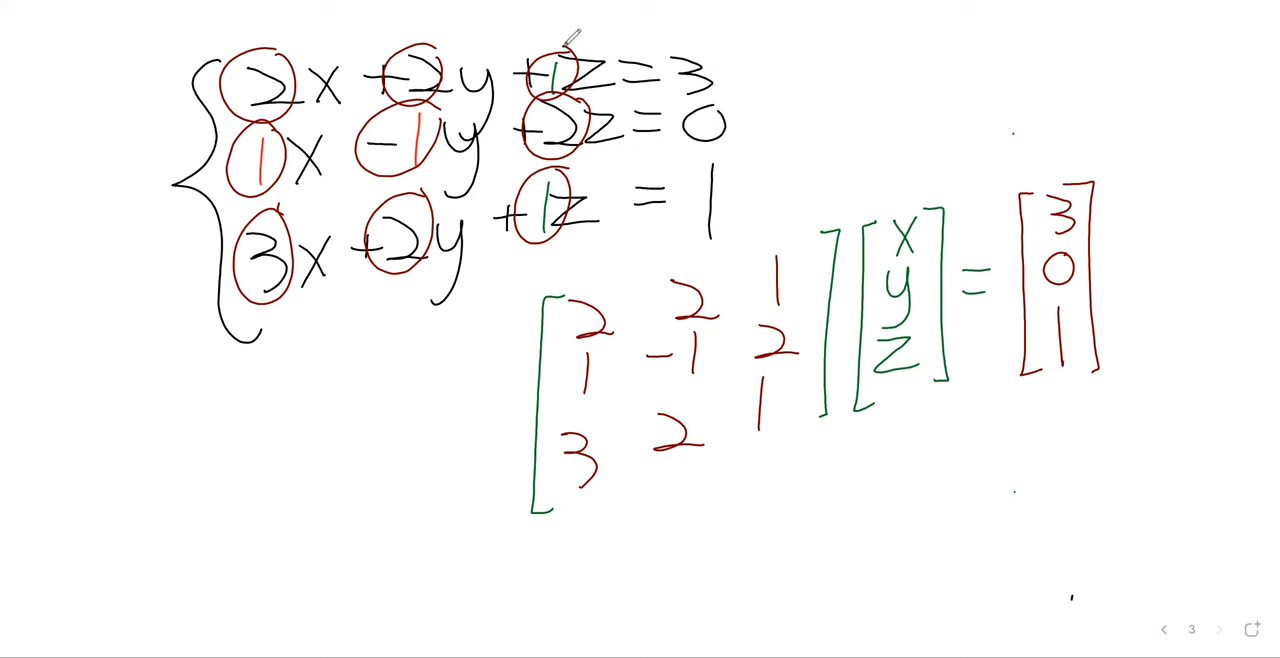 2x +2y +1z = 3
1x -1y +2z = 0
3x +2y +1z = 1
[2 2 1] [x] = [3]
[1 -1 2] [y] [0]
[3 2 1] [z] [1]
3